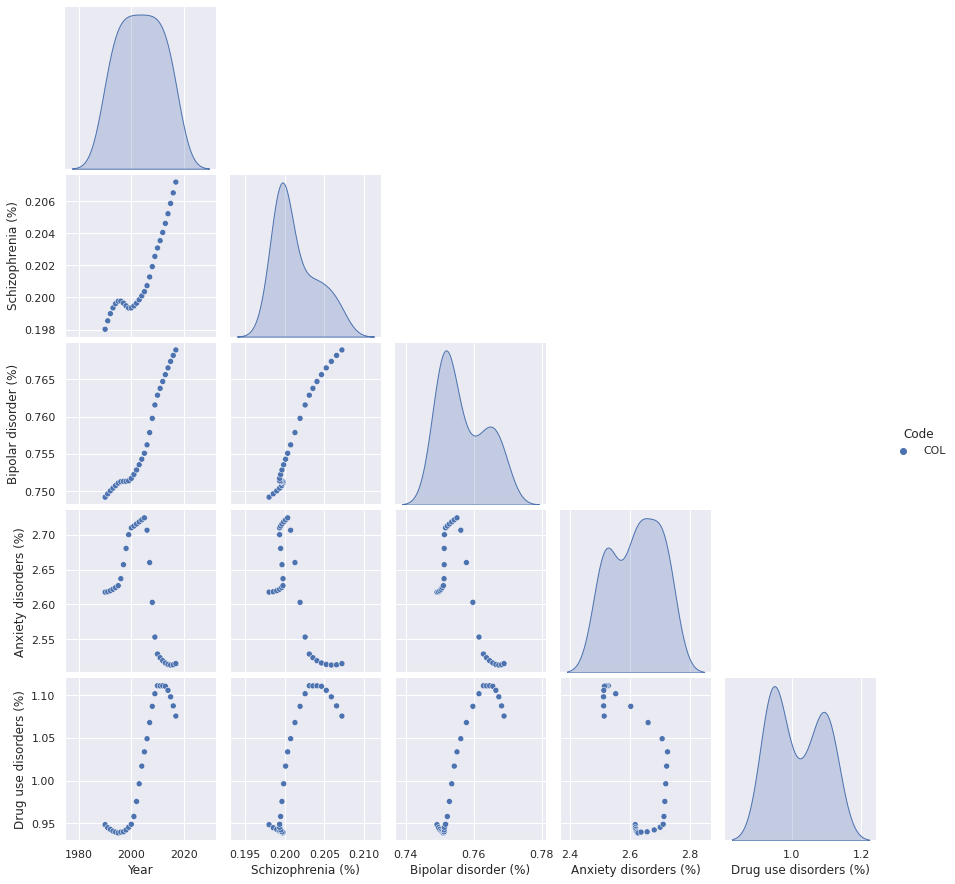 Schizophrenia (%)
0.206
0.204
0.202
0.200
0.198
Bipolar disorder (%)
0.765
0.760
0.755
0.750
Code
COL
Anxiety disorders (%)
2.70
2.65
2.60
2.55
Drug use disorders (%)
1.10
1.05
1.00
0.95
1980 2000 2020
0.195 0.200 0.205 0.210
0.74 0.76 0.78
2.4 2.6 2.8
1.0 1.2
Year
Schizophrenia (%)
Bipolar disorder (%)
Anxiety disorders (%)
Drug use disorders (%)